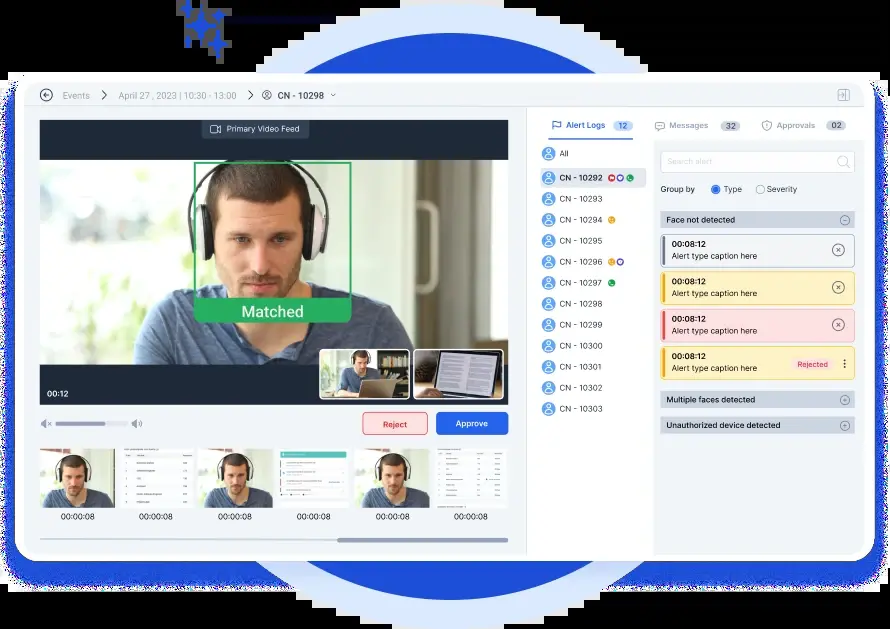 Events
April 27 , 2023 | 10:30 - 13:00
CN - 10298
Primary Video Feed
Matched
00:12
Reject
Approve
00:00:08
00:00:08
00:00:08
00:00:08
00:00:08
00:00:08
Alert Logs 12
Messages 32
Approvals 02
All
CN - 10292
CN - 10293
CN - 10294
CN - 10295
CN - 10296
CN - 10297
CN - 10298
CN - 10299
CN - 10300
CN - 10301
CN - 10302
CN - 10303
Search alert
Group by Type Severity
Face not detected
00:08:12
Alert type caption here
00:08:12
Alert type caption here
00:08:12
Alert type caption here
00:08:12
Alert type caption here
Rejected
Multiple faces detected
Unauthorized device detected